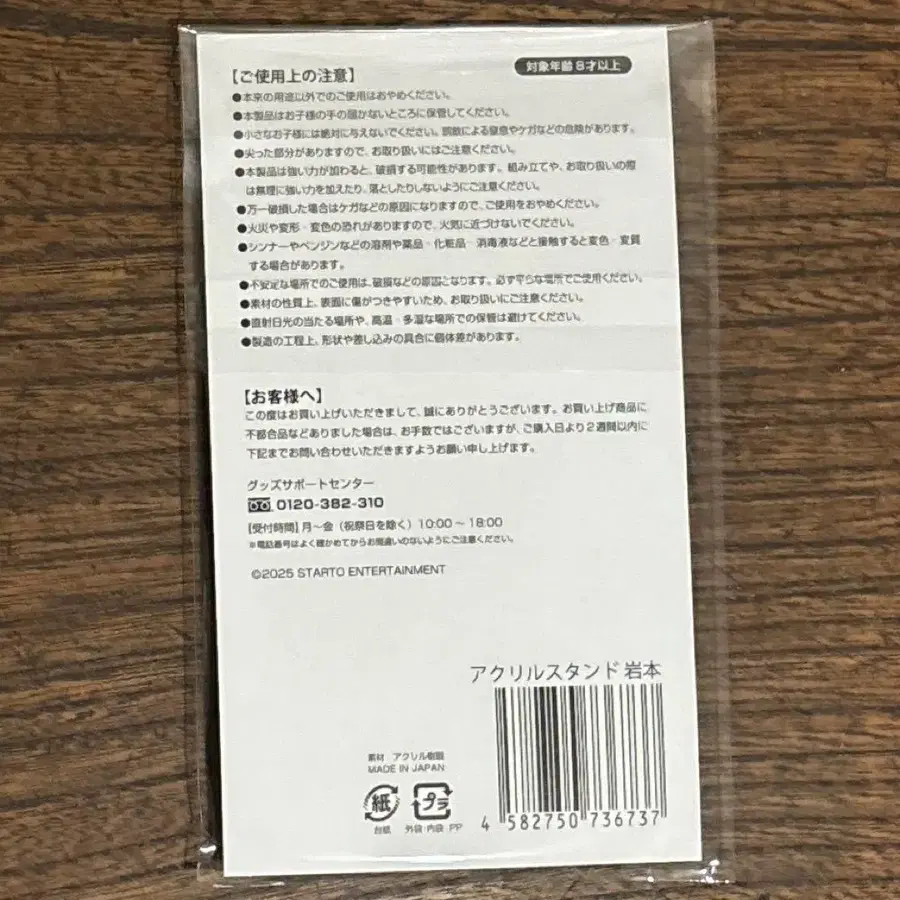 【ご使用上の注意】
対象年齢 8才以上
●本来の用途以外でのご使用はおやめください。
●本製品はお子様の手の届かないところに保管してください。
●小さなお子様には絶対に与えないでください。誤飲による窒息やケガなどの危険があります。
●尖った部分がありますので、お取り扱いにはご注意ください。
●本製品は強い力が加わると、破損する可能性があります。組み立てや、お取り扱いの際
は無理に強い力を加えたり、落としたりしないようにご注意ください。
●万一破損した場合はケガなどの原因になりますので、ご使用をおやめください。
●火災や変形・変色の恐れがありますので、火気に近づけないでください。
●シンナーやベンジンなどの溶剤や薬品・化粧品・消毒液などと接触すると変色・変質
する場合があります。
●不安定な場所でのご使用は、破損などの原因となります。必ず平らな場所でご使用ください。
●素材の性質上、表面に傷がつきやすいため、お取り扱いにご注意ください。
●直射日光の当たる場所や、高温・多湿な場所での保管は避けてください。
●製造の工程上、形状や差し込みの具合に個体差があります。
【お客様へ】
この度はお買い上げいただきまして、誠にありがとうございます。お買い上げ商品に
不都合品などありました場合は、お手数ではございますが、ご購入日より2週間以内に
下記までお問い合わせいただきますようお願い申し上げます。
グッズサポートセンター
0120-382-310
【受付時間】月～金（祝祭日を除く）10:00～18:00
※電話番号はよく確かめてからお間違いのないようにご注意ください。
©2025 STARTO ENTERTAINMENT
アクリルスタンド 岩本
素材 アクリル樹脂
MADE IN JAPAN
紙
プラ
台紙
外袋・内袋 PP
4 582750 736737